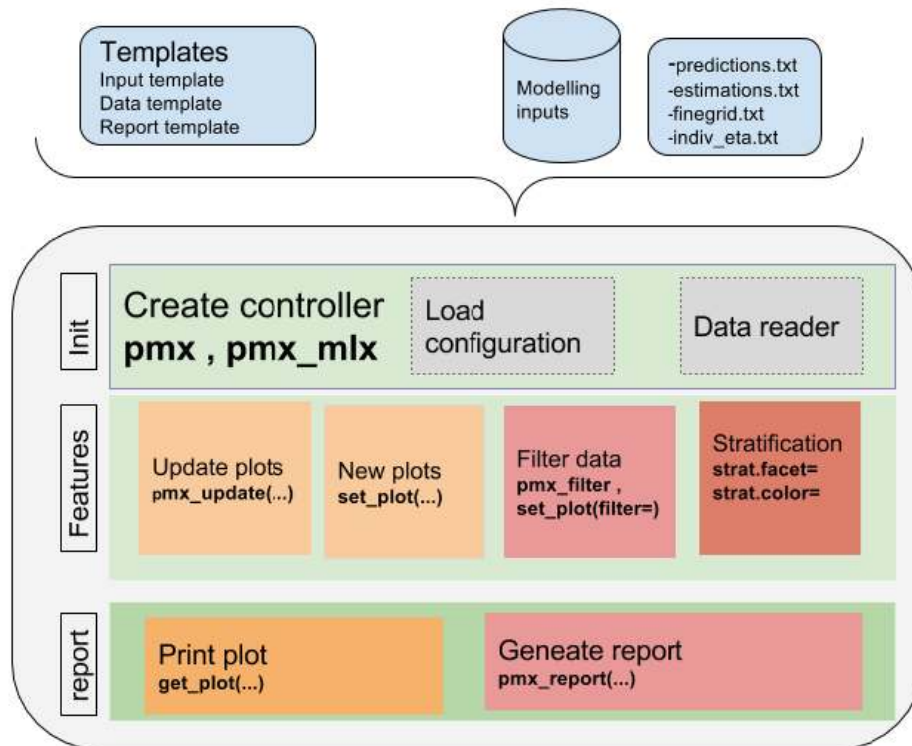 Templates
Input template
Data template
Report template
Modelling
inputs
-predictions.txt
-estimations.txt
-finegrid.txt
-indiv_eta.txt
Init
Create controller
pmx , pmx_mlx
Load
configuration
Data reader
Features
Update plots
pmx_update(...)
New plots
set_plot(...)
Filter data
pmx_filter ,
set_plot(filter=)
Stratification
strat.facet=
strat.color=
report
Print plot
get_plot(...)
Geneate report
pmx_report(...)